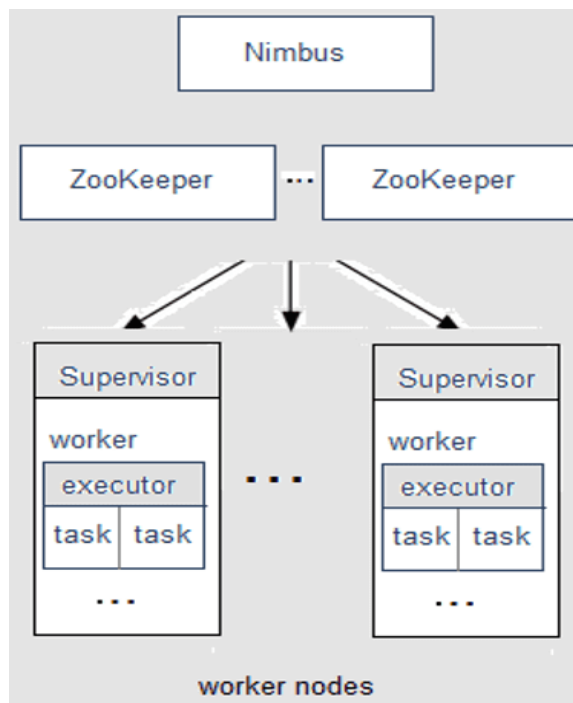 Nimbus
ZooKeeper ... ZooKeeper
Supervisor
worker
executor
task task
...
...
Supervisor
worker
executor
task task
...
worker nodes